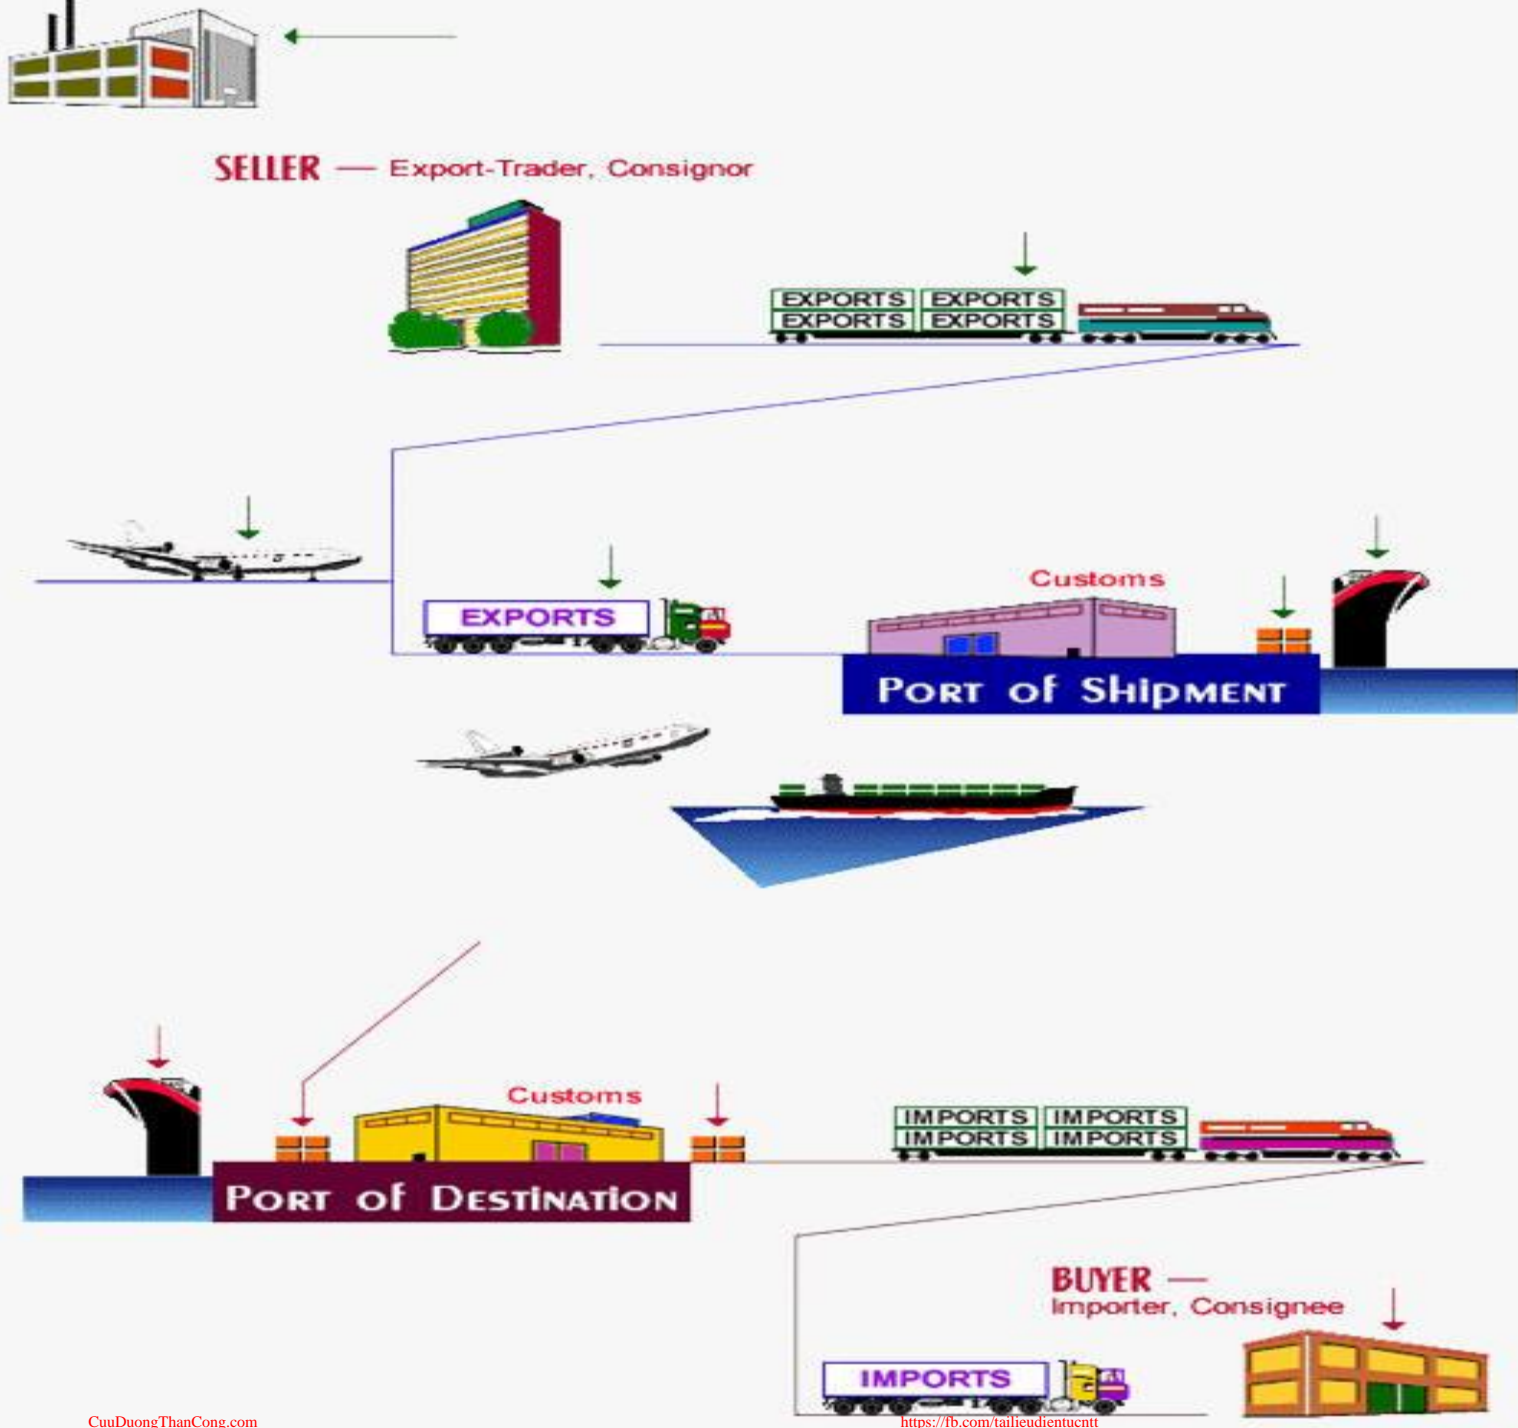 SELLER — Export-Trader, Consignor
EXPORTS EXPORTS
EXPORTS EXPORTS
Customs
EXPORTS
PORT of ShipMENT
Customs
IMPORTS IMPORTS
IMPORTS IMPORTS
PORT of DESTiNATiON
BUYER —
Importer, Consignee
IMPORTS
CuuDuongThanCong.com
https://fb.com/tailieudientucntt